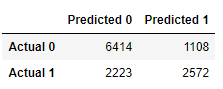 Predicted 0 Predicted 1
Actual 0 6414 1108
Actual 1 2223 2572